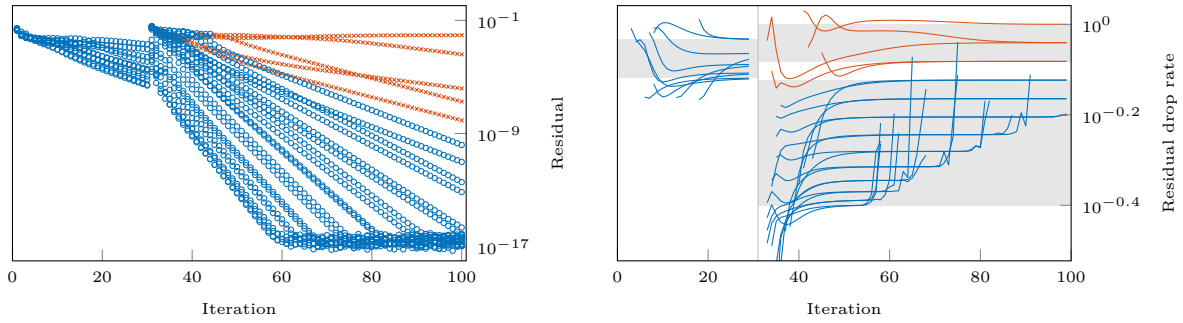 10^{-1}
10^{-9}
10^{-17}
Residual
0 20 40 60 80 100
Iteration
10^{0}
10^{-0.2}
10^{-0.4}
Residual drop rate
0 20 40 60 80 100
Iteration